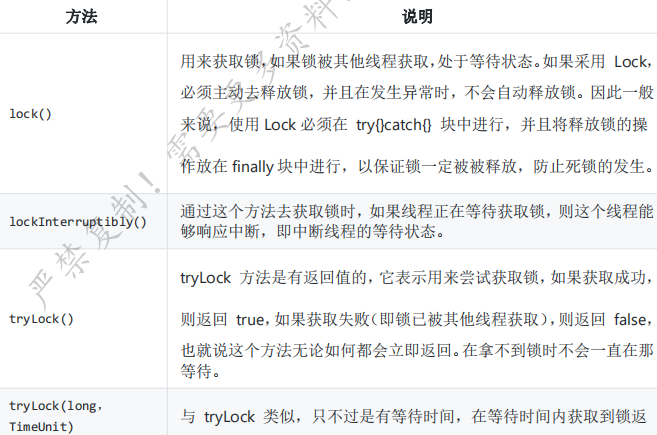 方法 说明
用来获取锁，如果锁被其他线程获取，处于等待状态。如果采用 Lock，
必须主动去释放锁，并且在发生异常时，不会自动释放锁。因此一般
lock()
来说，使用Lock必须在 try{}catch{} 块中进行，并且将释放锁的操
作放在finally块中进行，以保证锁一定被被释放，防止死锁的发生。
lockInterruptibly()
通过这个方法去获取锁时，如果线程正在等待获取锁，则这个线程能
够响应中断，即中断线程的等待状态。
tryLock 方法是有返回值的，它表示用来尝试获取锁，如果获取成功，
tryLock()
则返回 true，如果获取失败（即锁已被其他线程获取），则返回 false，
也就说这个方法无论如何都会立即返回。在拿不到锁时不会一直在那
等待。
tryLock(long，
TimeUnit)
与 tryLock 类似，只不过是有等待时间，在等待时间内获取到锁返
严禁复制！需要更多资料